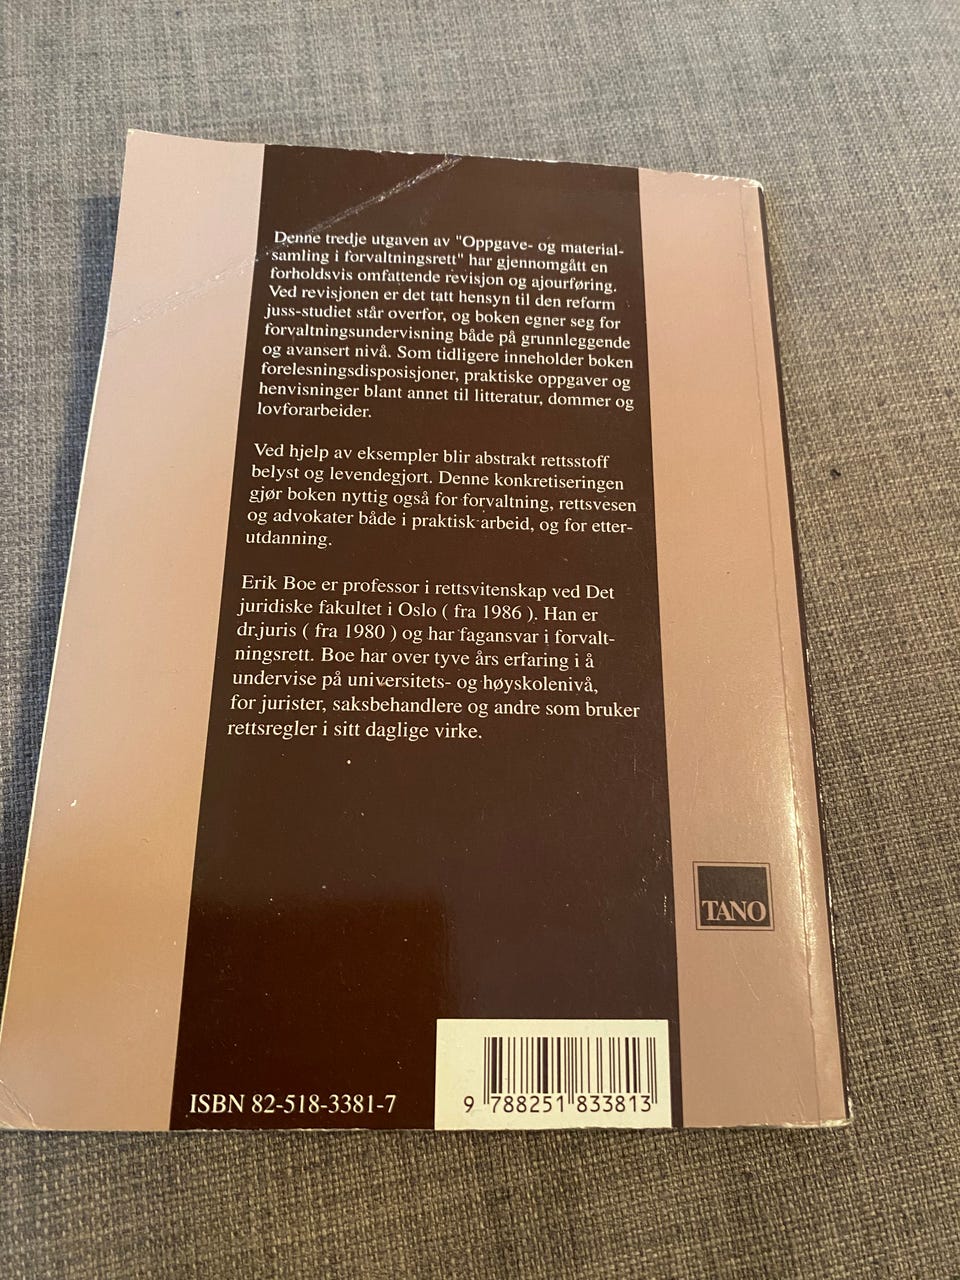 Denne tredje utgaven av "Oppgave- og material-
samling i forvaltningsrett" har gjennomgått en
forholdsvis omfattende revisjon og ajourføring.
Ved revisjonen er det tatt hensyn til den reform
juss-studiet står overfor, og boken egner seg for
forvaltningsundervisning både på grunnleggende
og avansert nivå. Som tidligere inneholder boken
forelesningsdisposisjoner, praktiske oppgaver og
henvisninger blant annet til litteratur, dommer og
lovforarbeider.
Ved hjelp av eksempler blir abstrakt rettsstoff
belyst og levendegjort. Denne konkretiseringen
gjør boken nyttig også for forvaltning, rettsvesen
og advokater både i praktisk arbeid, og for etter-
utdanning.
Erik Boe er professor i rettsvitenskap ved Det
juridiske fakultet i Oslo ( fra 1986 ). Han er
dr.juris ( fra 1980 ) og har fagansvar i forvalt-
ningsrett. Boe har over tyve års erfaring i å
undervise på universitets- og høyskolenivå,
for jurister, saksbehandlere og andre som bruker
rettsregler i sitt daglige virke.
TANO
ISBN 82-518-3381-7
9 788251 833813